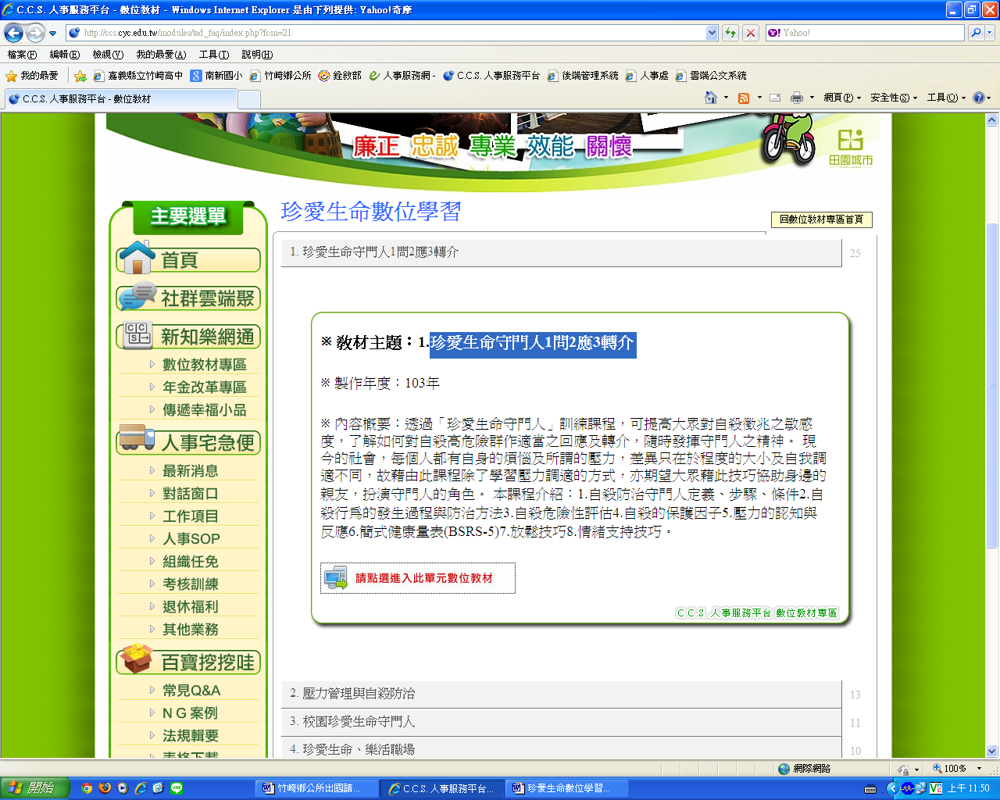 C.C.S. 人事服務平台 - 數位教材 - Windows Internet Explorer 是由下列提供: Yahoo!奇摩
http://ccs.cyc.edu.tw/modules/tad_faq/index.php?fcsn=21
Yahoo!
檔案(F) 編輯(E) 檢視(V) 我的最愛(A) 工具(T) 說明(H)
我的最愛 嘉義縣立竹崎高中 南新國小 竹崎鄉公所 銓敘部 人事服務網 - C.C.S. 人事服務平台 後端管理系統 人事處 雲端公文系統
C.C.S. 人事服務平台 - 數位教材
網頁(P) 安全性(S) 工具(O)
廉正 忠誠 專業 效能 關懷
田園城市
主要選單
首頁
社群雲端聚
新知樂網通
數位教材專區
年金改革專區
傳遞幸福小品
人事宅急便
最新消息
對話窗口
工作項目
人事SOP
組織任免
考核訓練
退休福利
其他業務
百寶挖挖哇
常見Q&A
N G 案例
法規輯要
表格下載
珍愛生命數位學習
回數位教材專區首頁
1. 珍愛生命守門人1問2應3轉介
25
※ 教材主題：1.珍愛生命守門人1問2應3轉介
※ 製作年度：103年
※ 內容概要：透過「珍愛生命守門人」訓練課程，可提高大眾對自殺徵兆之敏感
度，了解如何對自殺高危險群作適當之回應及轉介，隨時發揮守門人之精神。 現
今的社會，每個人都有自身的煩惱及所謂的壓力，差異只在於程度的大小及自我調
適不同，故藉由此課程除了學習壓力調適的方式，亦期望大眾藉此技巧協助身邊的
親友，扮演守門人的角色。 本課程介紹：1.自殺防治守門人定義、步驟、條件2.自
殺行為的發生過程與防治方法3.自殺危險性評估4.自殺的保護因子5.壓力的認知與
反應6.簡式健康量表(BSRS-5)7.放鬆技巧8.情緒支持技巧。
請點選進入此單元數位教材
C.C.S. 人事服務平台 數位教材專區
2. 壓力管理與自殺防治
13
3. 校園珍愛生命守門人
11
4. 珍愛生命、樂活職場
10
網際網路
100%
開始
竹崎鄉公所出國請...
C.C.S. 人事服務平台...
珍愛生命數位學習...
上午 11:50